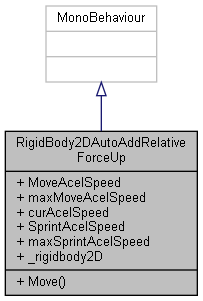 MonoBehaviour
RigidBody2DAutoAddRelative
ForceUp
+ MoveAcelSpeed
+ maxMoveAcelSpeed
+ curAcelSpeed
+ SprintAcelSpeed
+ maxSprintAcelSpeed
+ _rigidbody2D
+ Move()